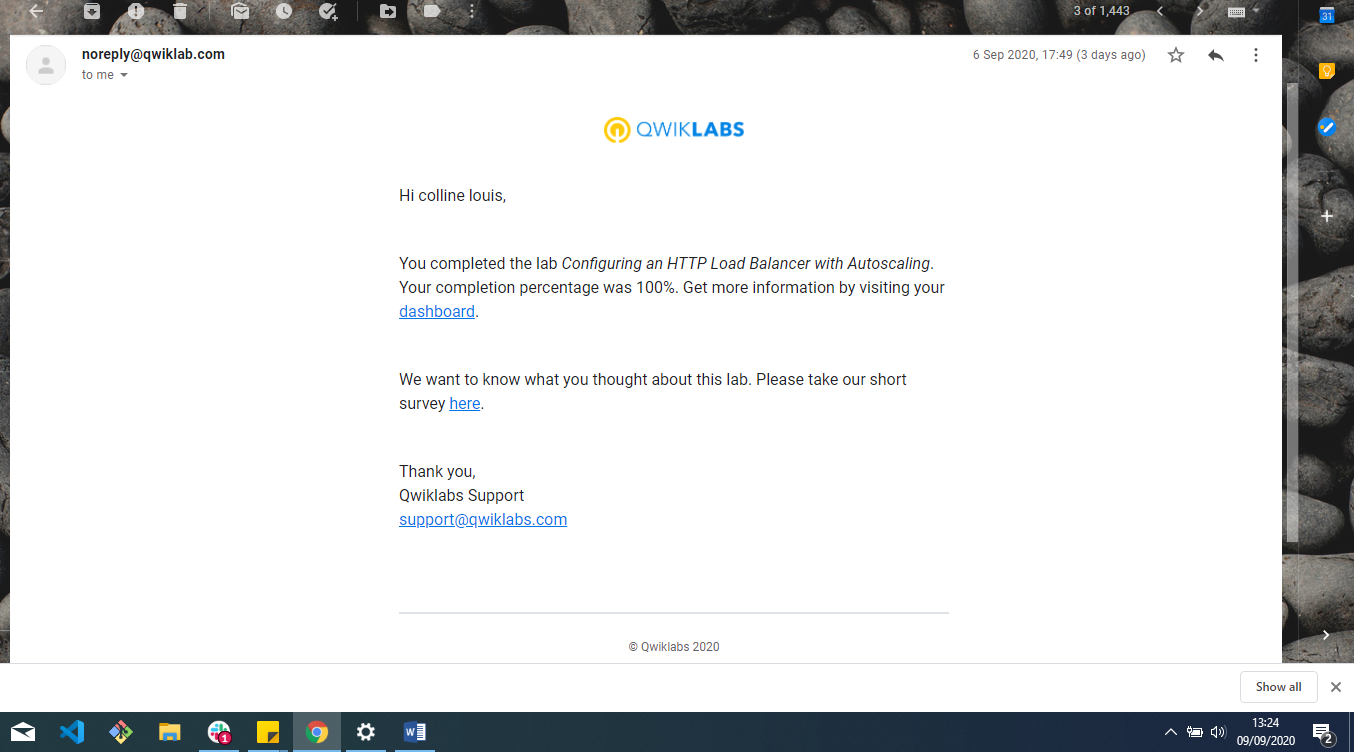 3 of 1,443
31
noreply@qwiklab.com
6 Sep 2020, 17:49 (3 days ago)
to me
QWIKLABS
Hi colline louis,
You completed the lab Configuring an HTTP Load Balancer with Autoscaling.
Your completion percentage was 100%. Get more information by visiting your
dashboard.
We want to know what you thought about this lab. Please take our short
survey here.
Thank you,
Qwiklabs Support
support@qwiklabs.com
© Qwiklabs 2020
Show all
1
W
13:24
09/09/2020
2